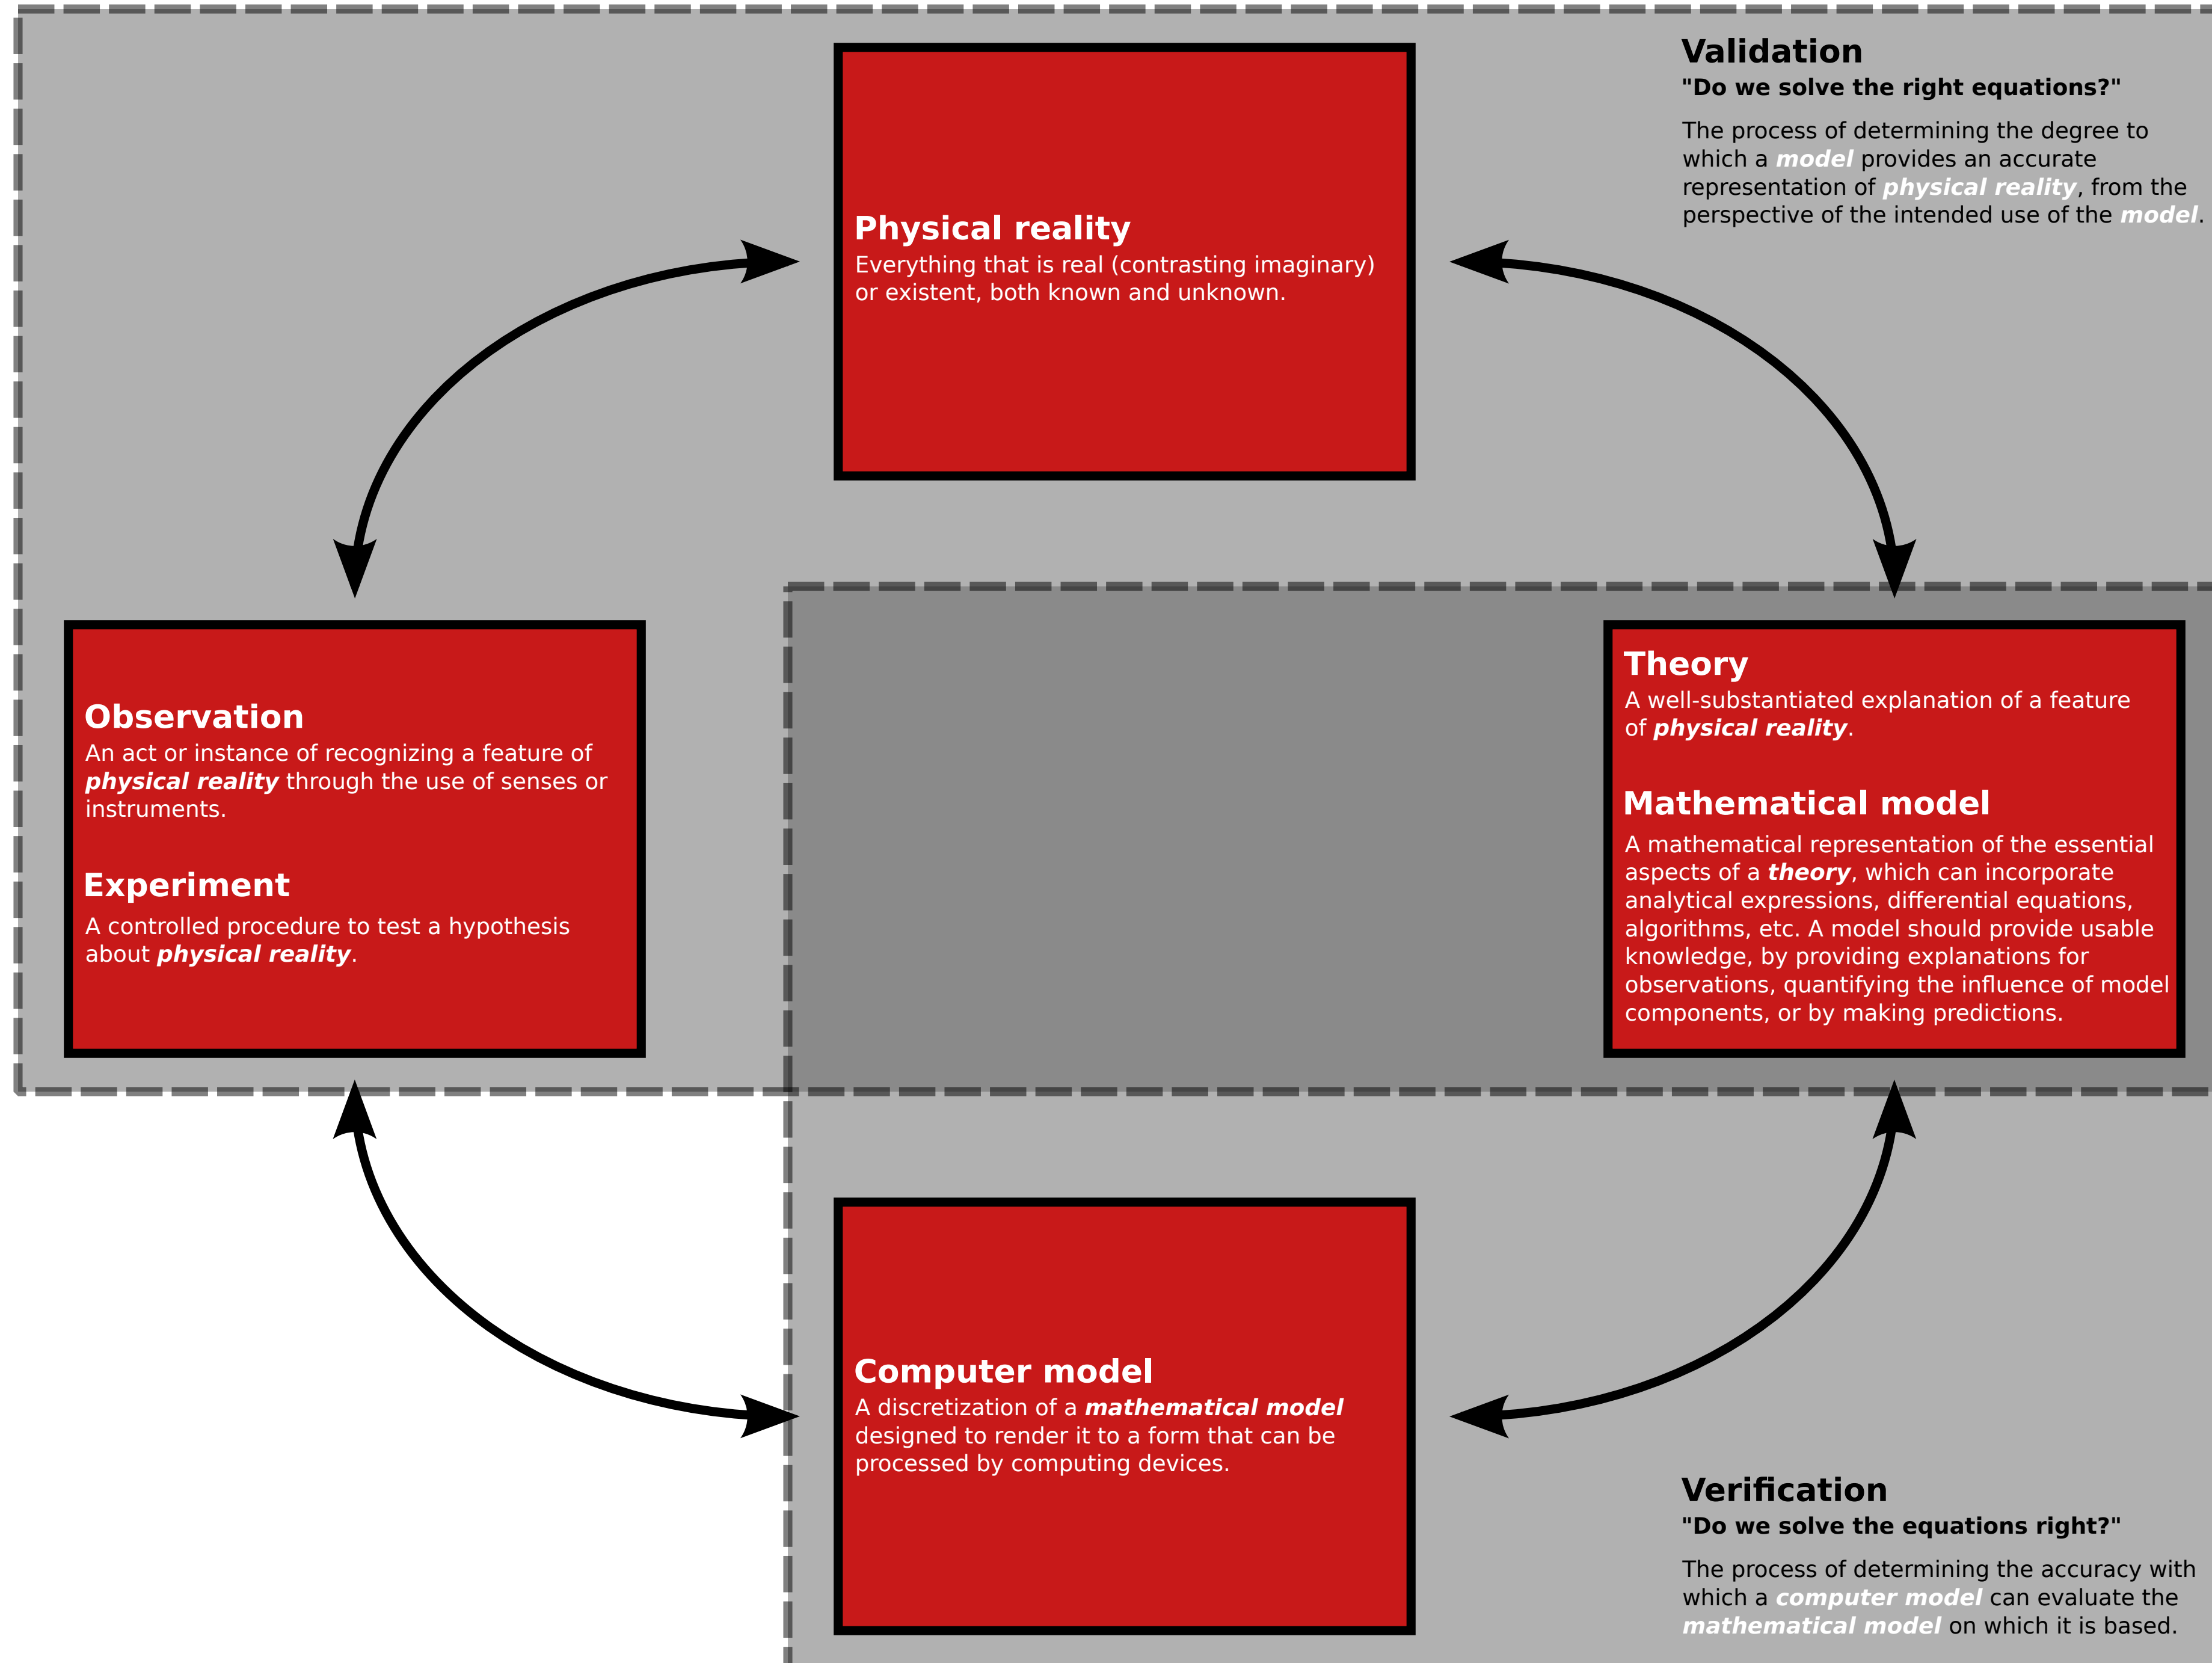 Validation
"Do we solve the right equations?"
The process of determining the degree to
which a model provides an accurate
representation of physical reality, from the
perspective of the intended use of the model.
Physical reality
Everything that is real (contrasting imaginary)
or existent, both known and unknown.
Observation
An act or instance of recognizing a feature of
physical reality through the use of senses or
instruments.
Experiment
A controlled procedure to test a hypothesis
about physical reality.
Theory
A well-substantiated explanation of a feature
of physical reality.
Mathematical model
A mathematical representation of the essential
aspects of a theory, which can incorporate
analytical expressions, differential equations,
algorithms, etc. A model should provide usable
knowledge, by providing explanations for
observations, quantifying the influence of model
components, or by making predictions.
Computer model
A discretization of a mathematical model
designed to render it to a form that can be
processed by computing devices.
Verification
"Do we solve the equations right?"
The process of determining the accuracy with
which a computer model can evaluate the
mathematical model on which it is based.